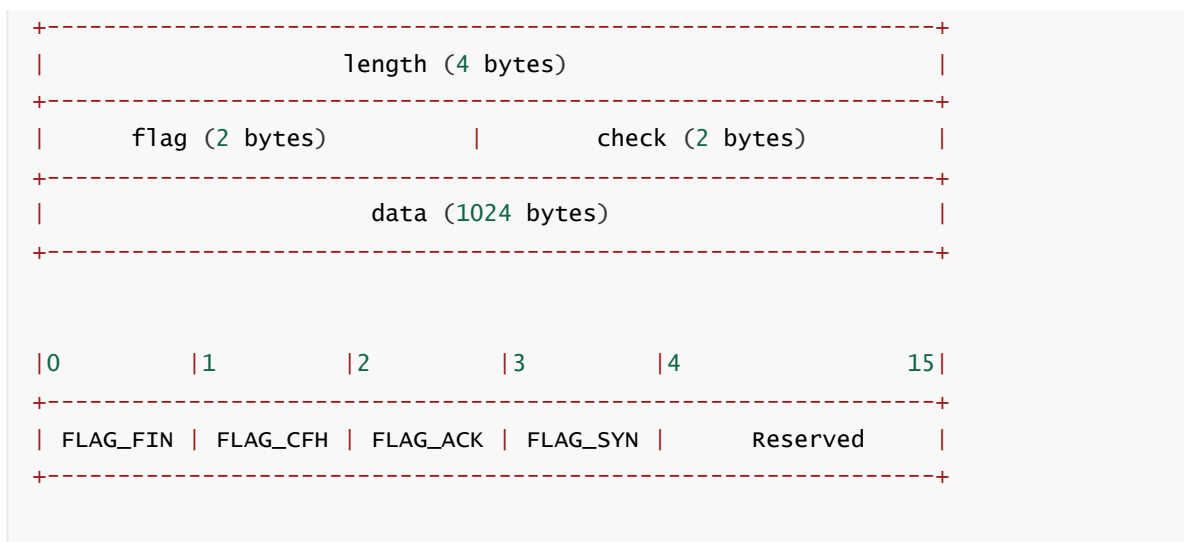 +---------------------------------------------------------------+
| length (4 bytes) |
+---------------------------------------------------------------+
| flag (2 bytes) | check (2 bytes) |
+---------------------------------------------------------------+
| data (1024 bytes) |
+---------------------------------------------------------------+
|0 |1 |2 |3 |4 15|
+---------------------------------------------------------------+
| FLAG_FIN | FLAG_CFH | FLAG_ACK | FLAG_SYN | Reserved |
+---------------------------------------------------------------+